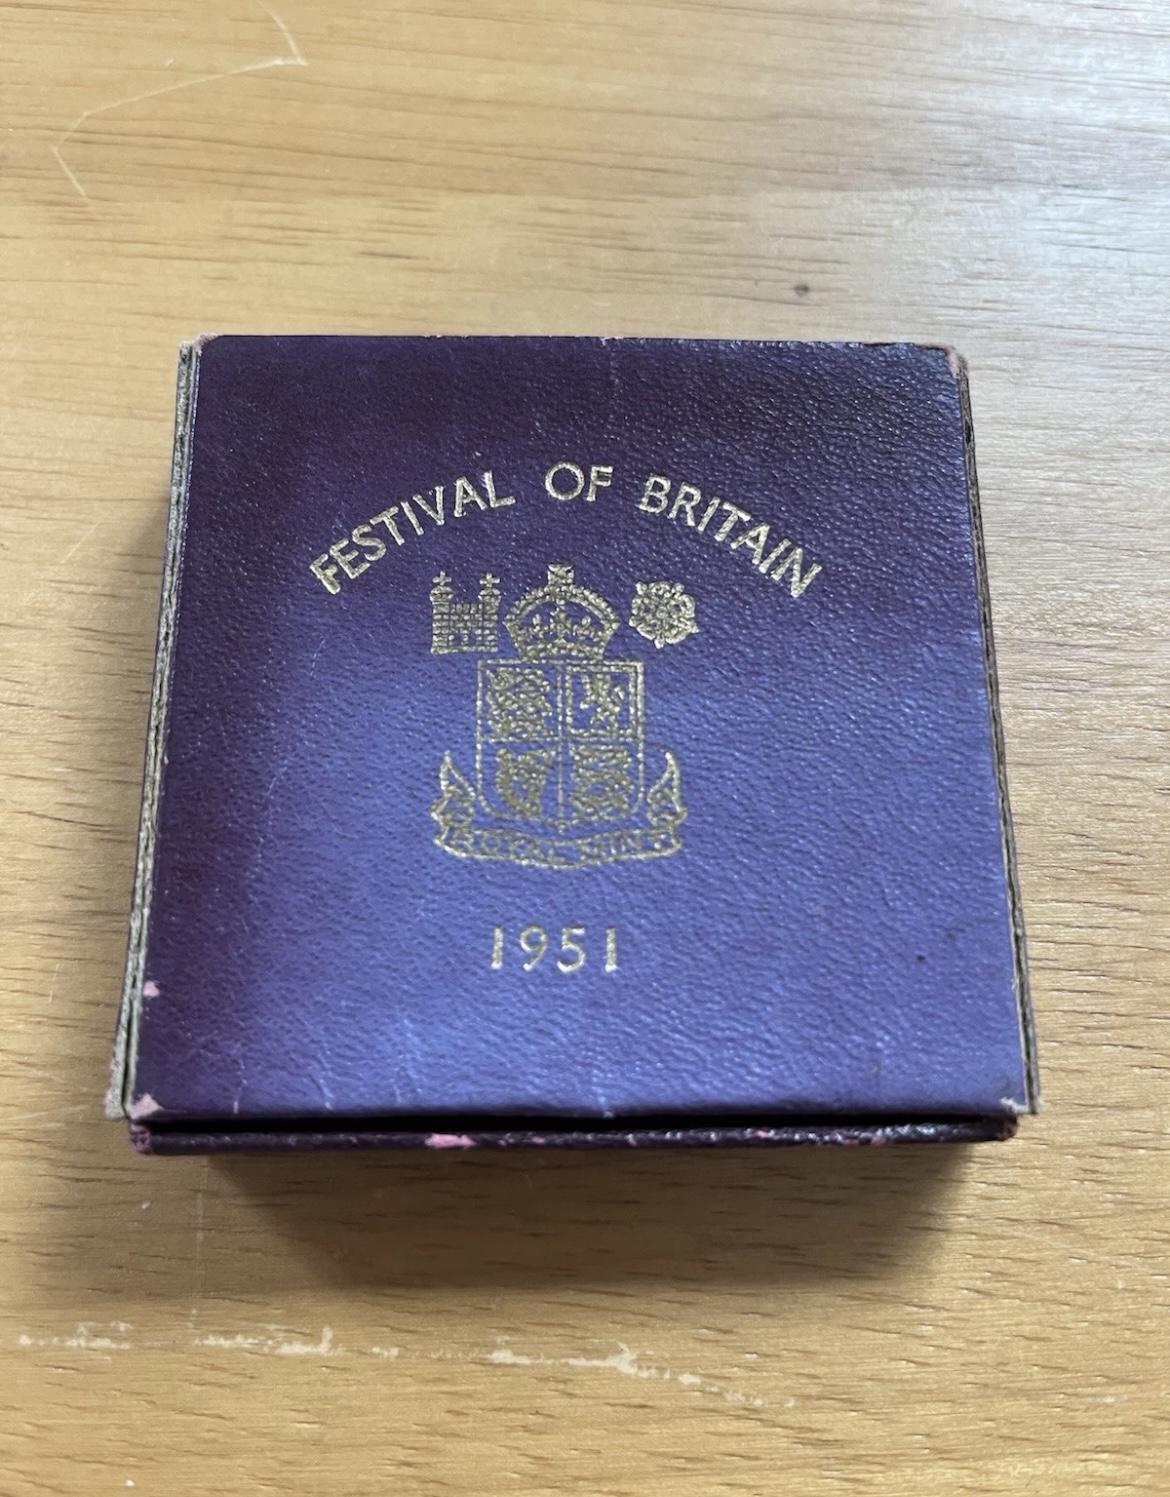 FESTIVAL OF BRITAIN
ROYAL MINT
1951